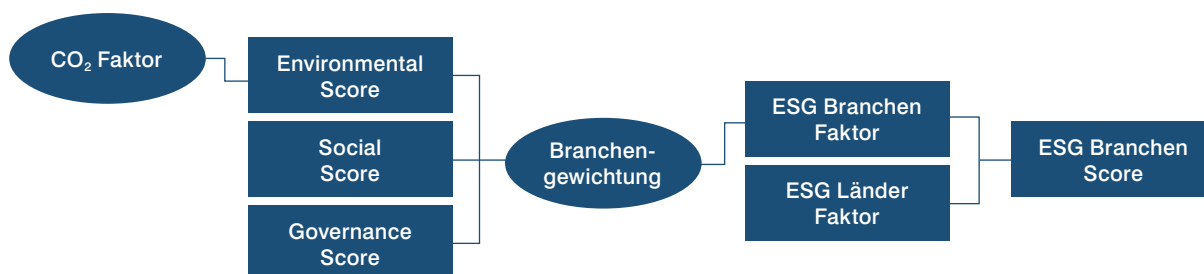 CO₂ Faktor
Environmental
Score
Social
Score
Governance
Score
Branchen-
gewichtung
ESG Branchen
Faktor
ESG Länder
Faktor
ESG Branchen
Score